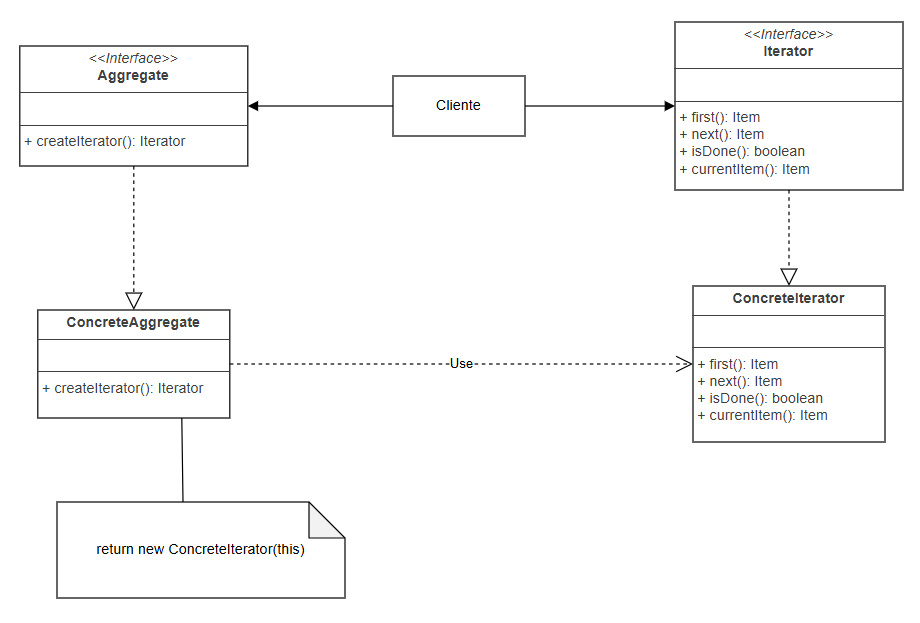 <<Interface>>
Aggregate
+ createIterator(): Iterator
Cliente
<<Interface>>
Iterator
+ first(): Item
+ next(): Item
+ isDone(): boolean
+ currentItem(): Item
ConcreteAggregate
+ createIterator(): Iterator
Use
ConcreteIterator
+ first(): Item
+ next(): Item
+ isDone(): boolean
+ currentItem(): Item
return new ConcreteIterator(this)